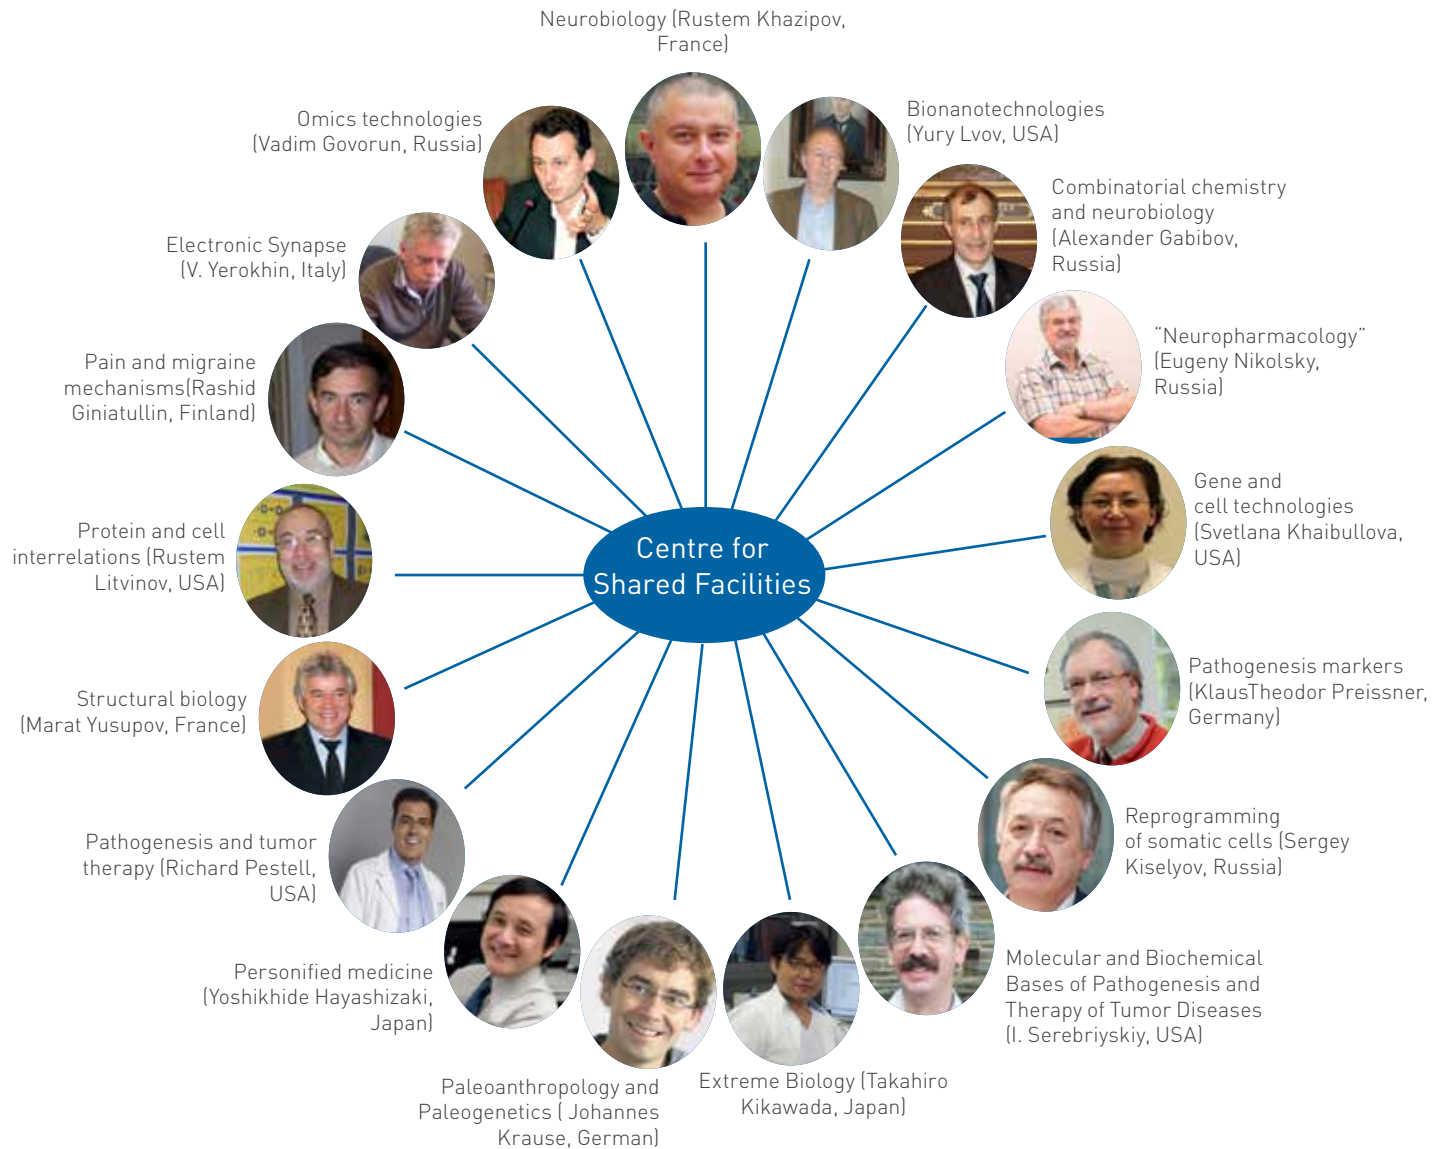 Neurobiology (Rustem Khazipov,
France)
Bionanotechnologies
(Yury Lvov, USA)
Combinatorial chemistry
and neurobiology
(Alexander Gabibov,
Russia)
"Neuropharmacology"
(Eugeny Nikolsky,
Russia)
Gene and
cell technologies
(Svetlana Khaibullova,
USA)
Pathogenesis markers
(KlausTheodor Preissner,
Germany)
Reprogramming
of somatic cells (Sergey
Kiselyov, Russia)
Molecular and Biochemical
Bases of Pathogenesis and
Therapy of Tumor Diseases
(I. Serebriyskiy, USA)
Extreme Biology (Takahiro
Kikawada, Japan)
Paleoanthropology and
Paleogenetics ( Johannes
Krause, German)
Personified medicine
(Yoshikhide Hayashizaki,
Japan)
Pathogenesis and tumor
therapy (Richard Pestell,
USA)
Structural biology
(Marat Yusupov, France)
Protein and cell
interrelations (Rustem
Litvinov, USA)
Pain and migraine
mechanisms(Rashid
Giniatullin, Finland)
Electronic Synapse
(V. Yerokhin, Italy)
Omics technologies
(Vadim Govorun, Russia)
Centre for
Shared Facilities